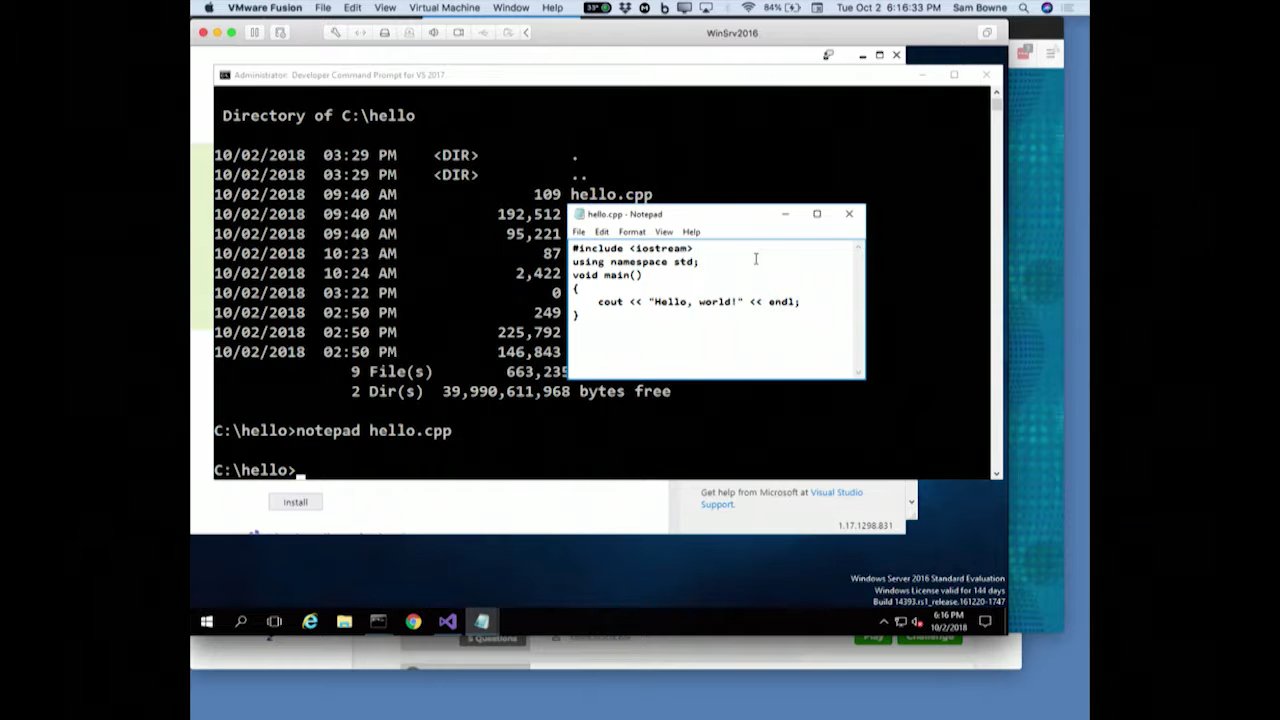 VMware Fusion File Edit View Virtual Machine Window Help 33° 84% Tue Oct 2 6:16:33 PM Sam Bowne
WinSrv2016
Administrator: Developer Command Prompt for VS 2017
Directory of C:\hello
10/02/2018 03:29 PM <DIR> .
10/02/2018 03:29 PM <DIR> ..
10/02/2018 09:40 AM 109 hello.cpp
10/02/2018 09:40 AM 192,512
10/02/2018 09:40 AM 95,221
10/02/2018 10:23 AM 87
10/02/2018 10:24 AM 2,422
10/02/2018 03:22 PM 0
10/02/2018 02:50 PM 249
10/02/2018 02:50 PM 225,792
10/02/2018 02:50 PM 146,843
9 File(s) 663,235
2 Dir(s) 39,990,611,968 bytes free
C:\hello>notepad hello.cpp
C:\hello>
hello.cpp - Notepad
File Edit Format View Help
#include <iostream>
using namespace std;
void main()
{
cout << "Hello, world!" << endl;
}
Install
Get help from Microsoft at Visual Studio
Support.
1.17.1298.831
Windows Server 2016 Standard Evaluation
Windows License valid for 144 days
Build 14393.rs1_release.161220-1747
6:16 PM
10/2/2018
5 Questions
Play
Challenge